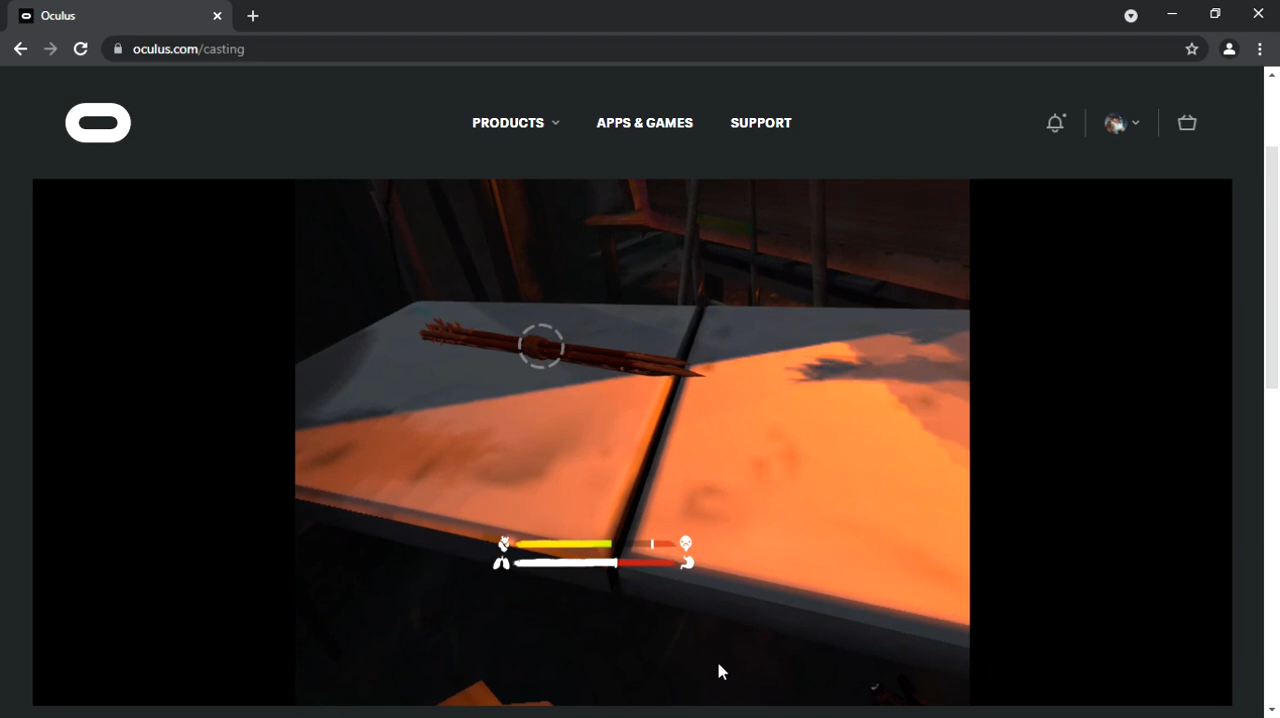 Oculus
oculus.com/casting
PRODUCTS
APPS & GAMES
SUPPORT